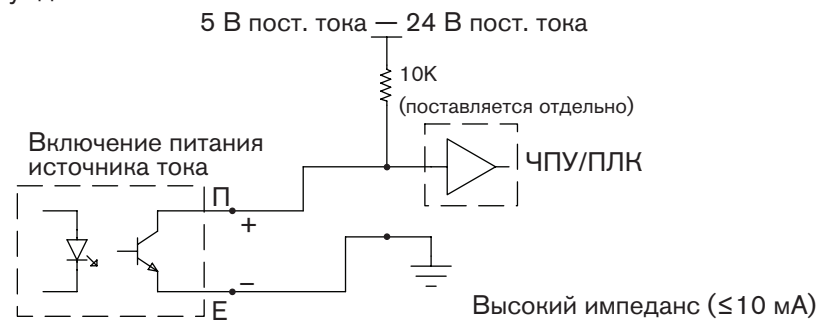 5 В пост. тока — 24 В пост. тока
10K
(поставляется отдельно)
Включение питания
источника тока
ЧПУ/ПЛК
П
+
−
Е
Высокий импеданс (≤10 мА)